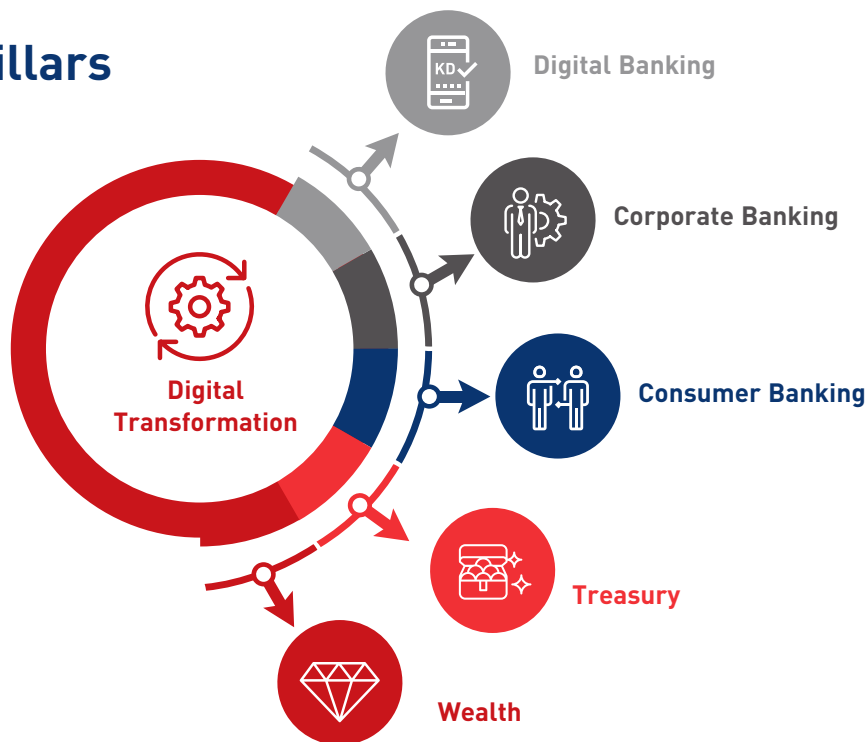 illars
Digital Banking
KD
Corporate Banking
Digital
Transformation
Consumer Banking
Treasury
Wealth